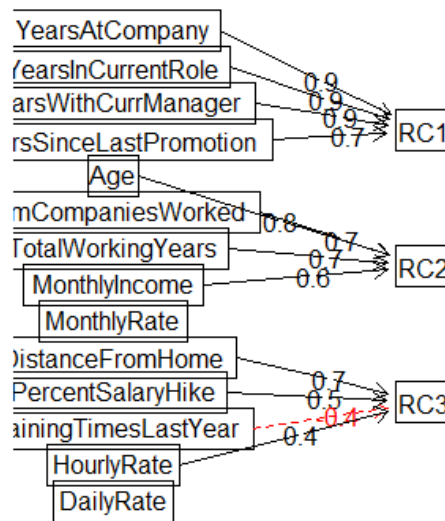 YearsAtCompany
0.9
YearsInCurrentRole
0.9
RC1
arsWithCurrManager
0.9
rsSinceLastPromotion
0.7
Age
0.8
mCompaniesWorked
0.7
TotalWorkingYears
0.7
RC2
MonthlyIncome
0.6
MonthlyRate
DistanceFromHome
0.7
PercentSalaryHike
0.5
RC3
ainingTimesLastYear
-0.4
HourlyRate
0.4
DailyRate